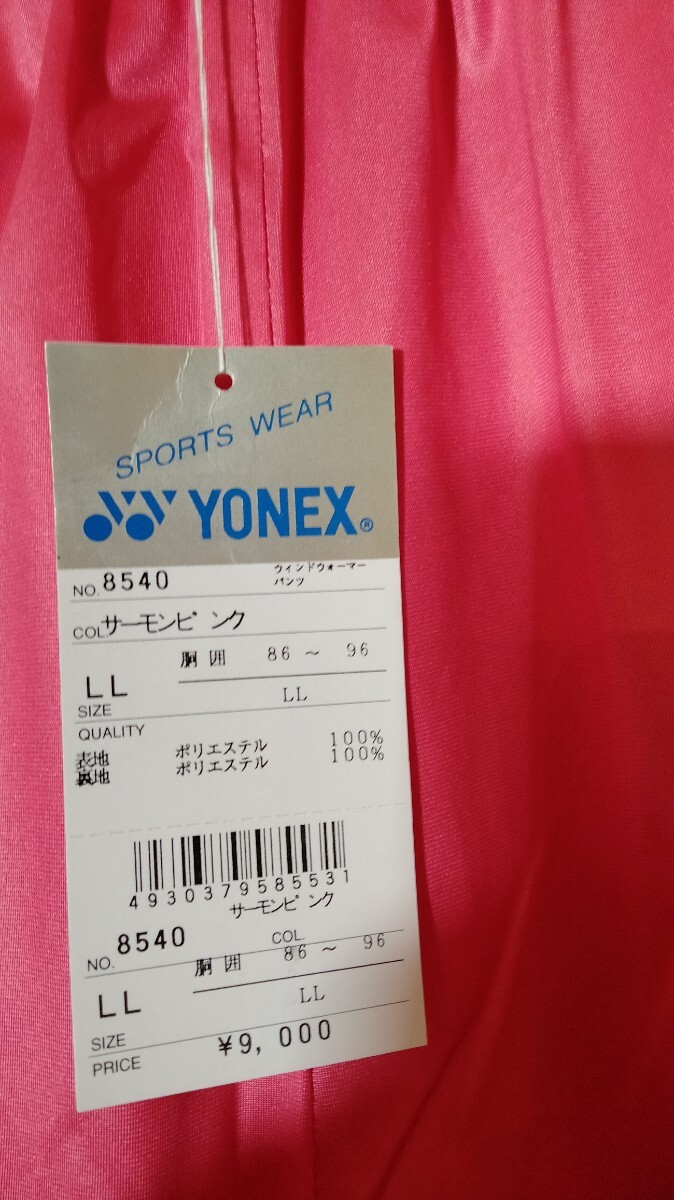 SPORTS WEAR
YONEX®
NO. 8540 ウィンドウォーマー
パンツ
COL サーモンピンク
胴囲 86 ～ 96
LL
SIZE LL
QUALITY
表地 ポリエステル 100%
裏地 ポリエステル 100%
4930379585531
サーモンピンク
NO. 8540 COL.
胴囲 86 ～ 96
LL
SIZE LL
PRICE ¥9,000